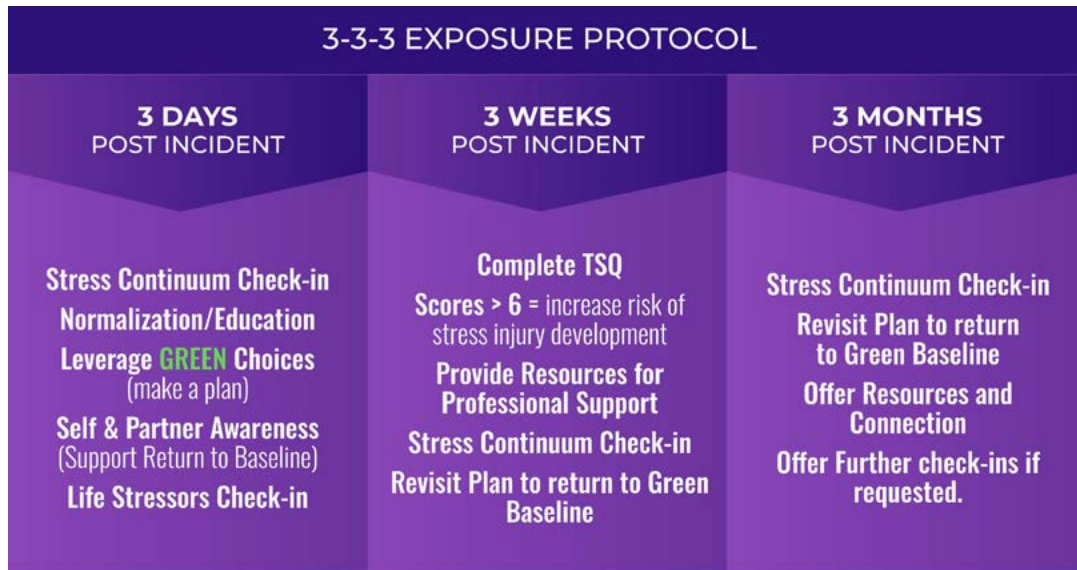 3-3-3 EXPOSURE PROTOCOL
3 DAYS
POST INCIDENT
Stress Continuum Check-in
Normalization/Education
Leverage GREEN Choices
(make a plan)
Self & Partner Awareness
(Support Return to Baseline)
Life Stressors Check-in
3 WEEKS
POST INCIDENT
Complete TSQ
Scores > 6 = increase risk of
stress injury development
Provide Resources for
Professional Support
Stress Continuum Check-in
Revisit Plan to return to Green
Baseline
3 MONTHS
POST INCIDENT
Stress Continuum Check-in
Revisit Plan to return
to Green Baseline
Offer Resources and
Connection
Offer Further check-ins if
requested.